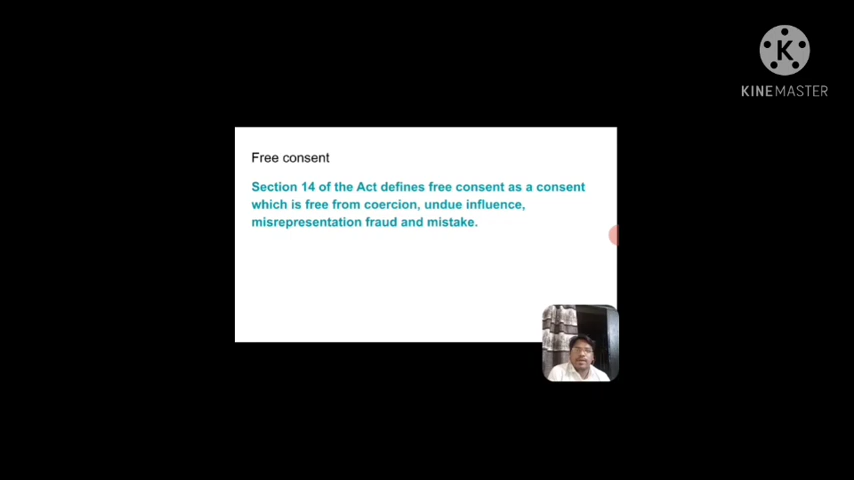 KINEMASTER
Free consent
Section 14 of the Act defines free consent as a consent
which is free from coercion, undue influence,
misrepresentation fraud and mistake.